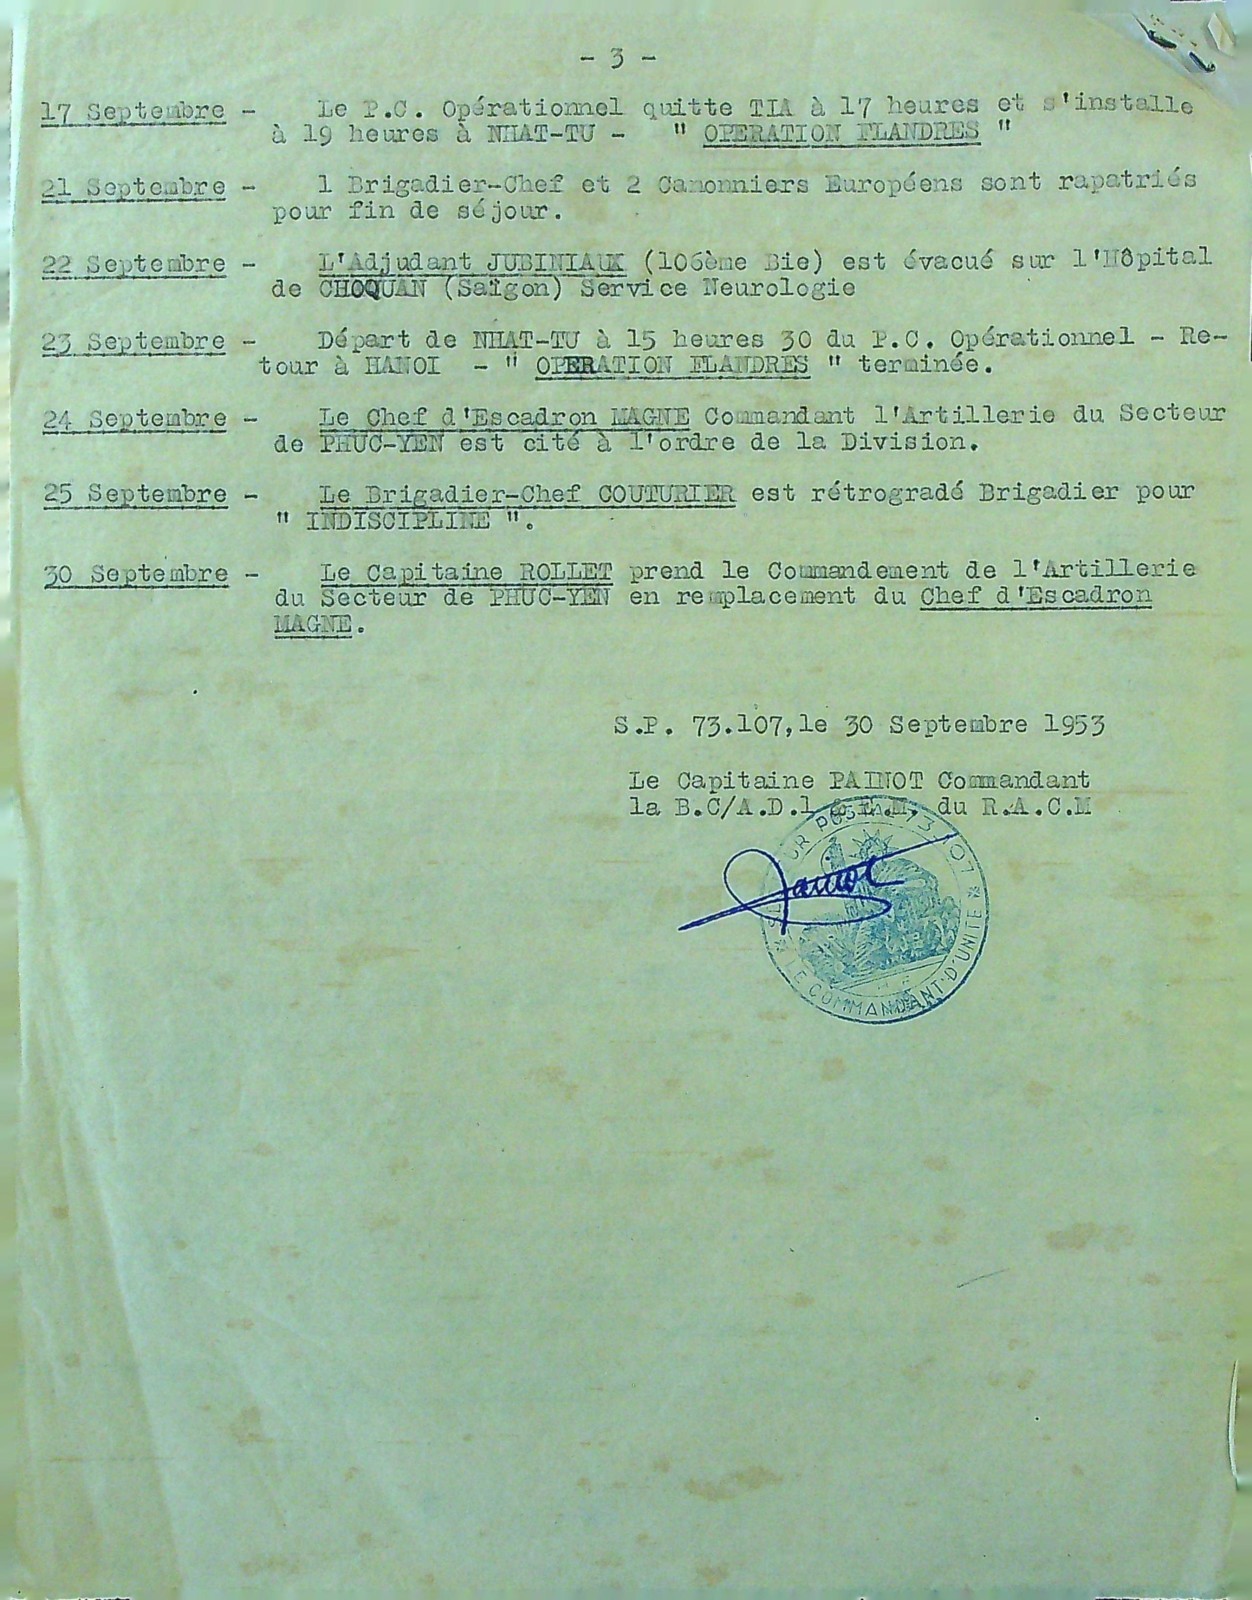 - 3 -
17 Septembre - Le P.C. Opérationnel quitte TIA à 17 heures et s'installe
à 19 heures à NHAT-TU - " OPERATION FLANDRES "
21 Septembre - 1 Brigadier-Chef et 2 Canonniers Européens sont rapatriés
pour fin de séjour.
22 Septembre - L'Adjudant JUBINIAUX (106ème Bie) est évacué sur l'Hôpital
de CHOQUAN (Saïgon) Service Neurologie
23 Septembre - Départ de NHAT-TU à 15 heures 30 du P.C. Opérationnel - Re-
tour à HANOI - " OPERATION FLANDRES " terminée.
24 Septembre - Le Chef d'Escadron MAGNE Commandant l'Artillerie du Secteur
de PHUC-YEN est cité à l'ordre de la Division.
25 Septembre - Le Brigadier-Chef COUTURIER est rétrogradé Brigadier pour
" INDISCIPLINE ".
30 Septembre - Le Capitaine ROLLET prend le Commandement de l'Artillerie
du Secteur de PHUC-YEN en remplacement du Chef d'Escadron
MAGNE.
S.P. 73.107, le 30 Septembre 1953
Le Capitaine PAINOT Commandant
la B.C/A.D.1 & E.M. du R.A.C.M
SECTEUR POSTAL 73.107
Painot
* LE COMMANDANT D'UNITE *